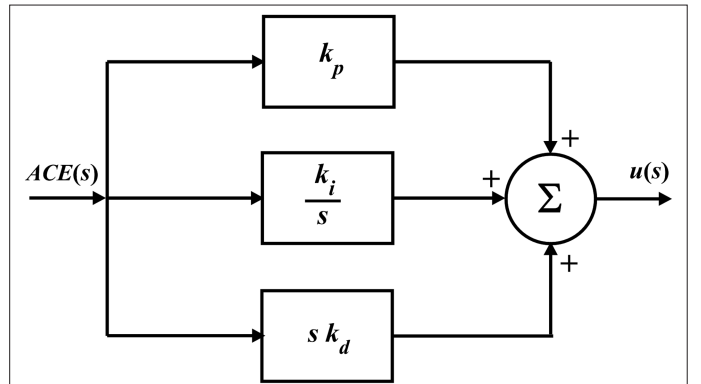 k_p
+
ACE(s)
k_i
s
+
Σ
u(s)
+
s k_d